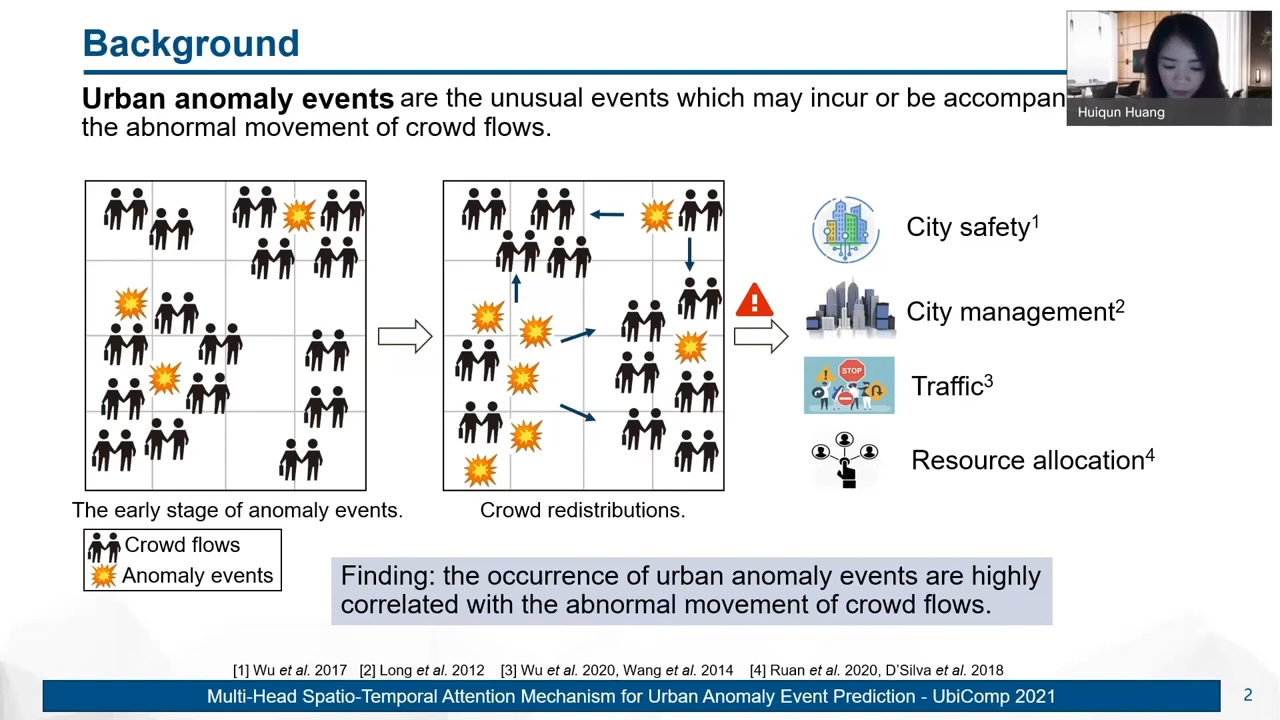 Background
Huiqun Huang
Urban anomaly events are the unusual events which may incur or be
the abnormal movement of crowd flows.
City safety1
City management2
STOP
Traffic3
Resource allocation4
The early stage of anomaly events.
Crowd redistributions.
Crowd flows
Anomaly events
Finding: the occurrence of urban anomaly events are highly
correlated with the abnormal movement of crowd flows.
[1] Wu et al. 2017 [2] Long et al. 2012 [3] Wu et al. 2020, Wang et al. 2014 [4] Ruan et al. 2020, D'Silva et al. 2018
Multi-Head Spatio-Temporal Attention Mechanism for Urban Anomaly Event Prediction - UbiComp 2021
2